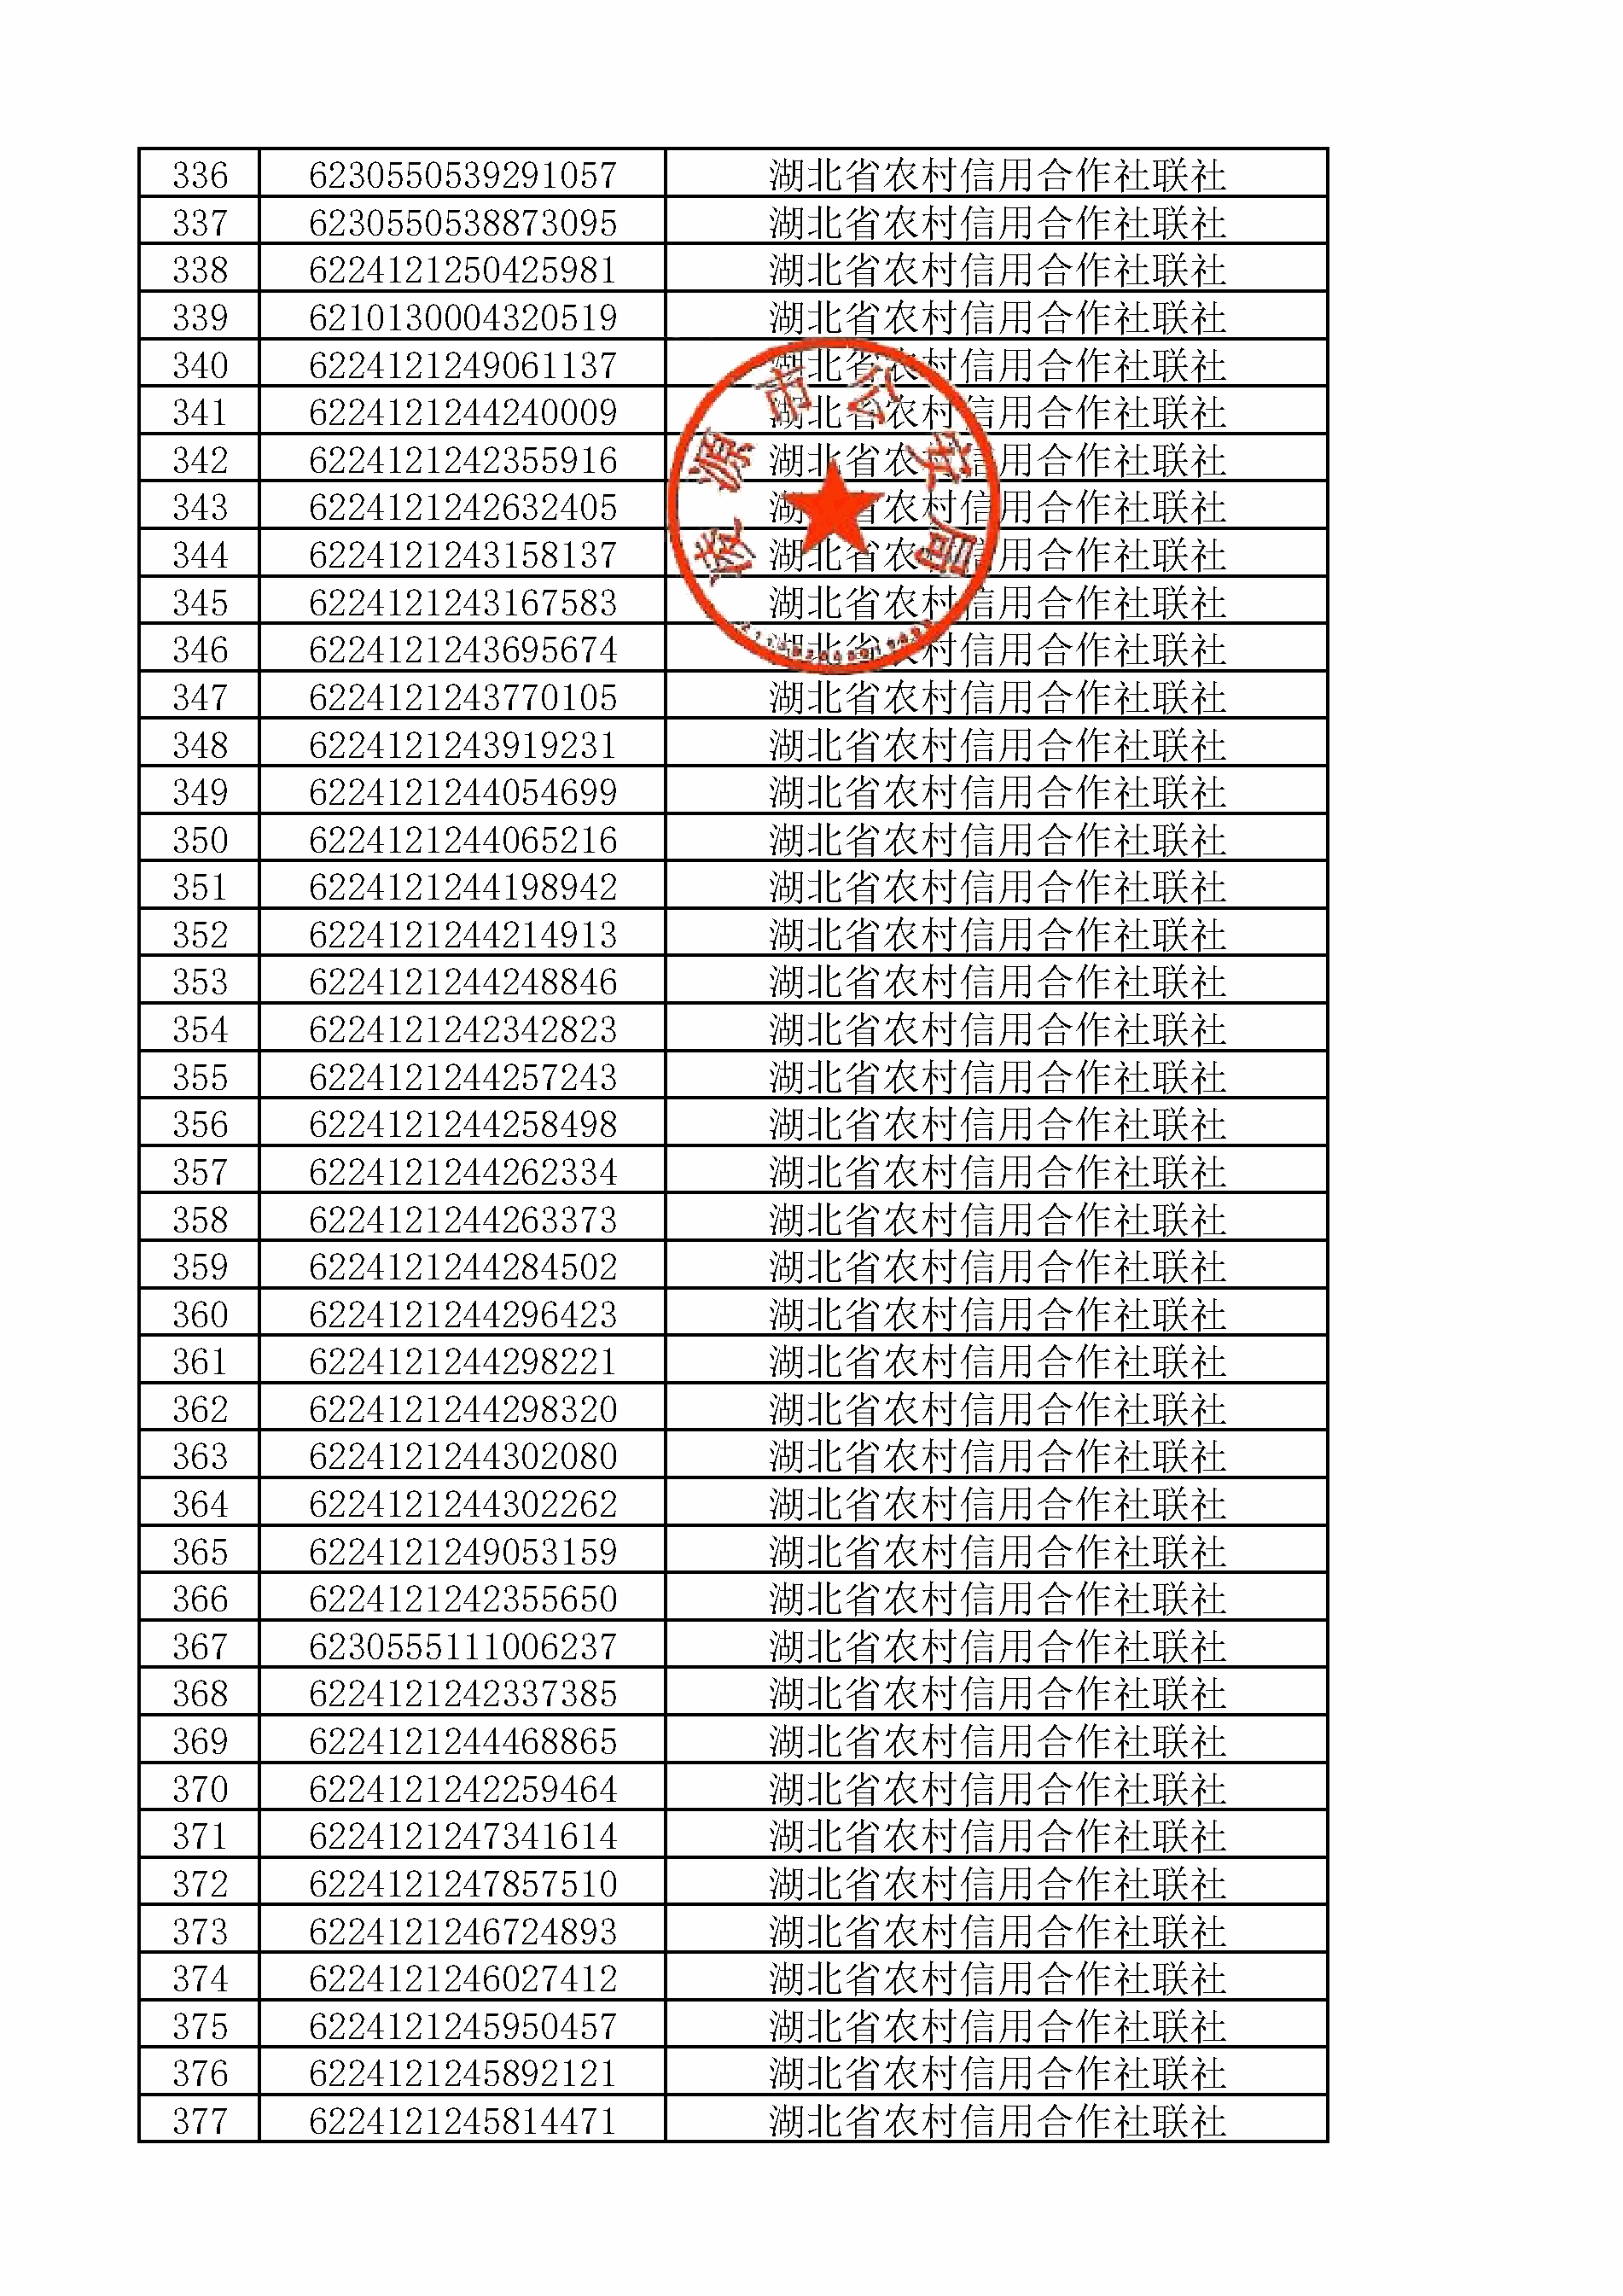 336 6230550539291057 湖北省农村信用合作社联社
337 6230550538873095 湖北省农村信用合作社联社
338 6224121250425981 湖北省农村信用合作社联社
339 6210130004320519 湖北省农村信用合作社联社
340 6224121249061137 湖北省农村信用合作社联社
341 6224121244240009 湖北省农村信用合作社联社
342 6224121242355916 湖北省农村信用合作社联社
343 6224121242632405 湖北省农村信用合作社联社
344 6224121243158137 湖北省农村信用合作社联社
345 6224121243167583 湖北省农村信用合作社联社
346 6224121243695674 湖北省农村信用合作社联社
347 6224121243770105 湖北省农村信用合作社联社
348 6224121243919231 湖北省农村信用合作社联社
349 6224121244054699 湖北省农村信用合作社联社
350 6224121244065216 湖北省农村信用合作社联社
351 6224121244198942 湖北省农村信用合作社联社
352 6224121244214913 湖北省农村信用合作社联社
353 6224121244248846 湖北省农村信用合作社联社
354 6224121242342823 湖北省农村信用合作社联社
355 6224121244257243 湖北省农村信用合作社联社
356 6224121244258498 湖北省农村信用合作社联社
357 6224121244262334 湖北省农村信用合作社联社
358 6224121244263373 湖北省农村信用合作社联社
359 6224121244284502 湖北省农村信用合作社联社
360 6224121244296423 湖北省农村信用合作社联社
361 6224121244298221 湖北省农村信用合作社联社
362 6224121244298320 湖北省农村信用合作社联社
363 6224121244302080 湖北省农村信用合作社联社
364 6224121244302262 湖北省农村信用合作社联社
365 6224121249053159 湖北省农村信用合作社联社
366 6224121242355650 湖北省农村信用合作社联社
367 6230555111006237 湖北省农村信用合作社联社
368 6224121242337385 湖北省农村信用合作社联社
369 6224121244468865 湖北省农村信用合作社联社
370 6224121242259464 湖北省农村信用合作社联社
371 6224121247341614 湖北省农村信用合作社联社
372 6224121247857510 湖北省农村信用合作社联社
373 6224121246724893 湖北省农村信用合作社联社
374 6224121246027412 湖北省农村信用合作社联社
375 6224121245950457 湖北省农村信用合作社联社
376 6224121245892121 湖北省农村信用合作社联社
377 6224121245814471 湖北省农村信用合作社联社
凌源市公安局